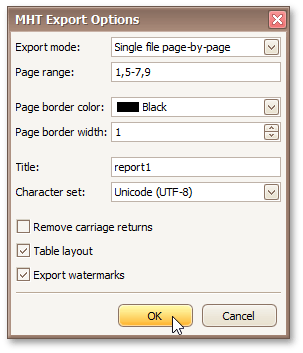 MHT Export Options
Export mode: Single file page-by-page
Page range: 1,5-7,9
Page border color: Black
Page border width: 1
Title: report1
Character set: Unicode (UTF-8)
Remove carriage returns
Table layout
Export watermarks
OK Cancel